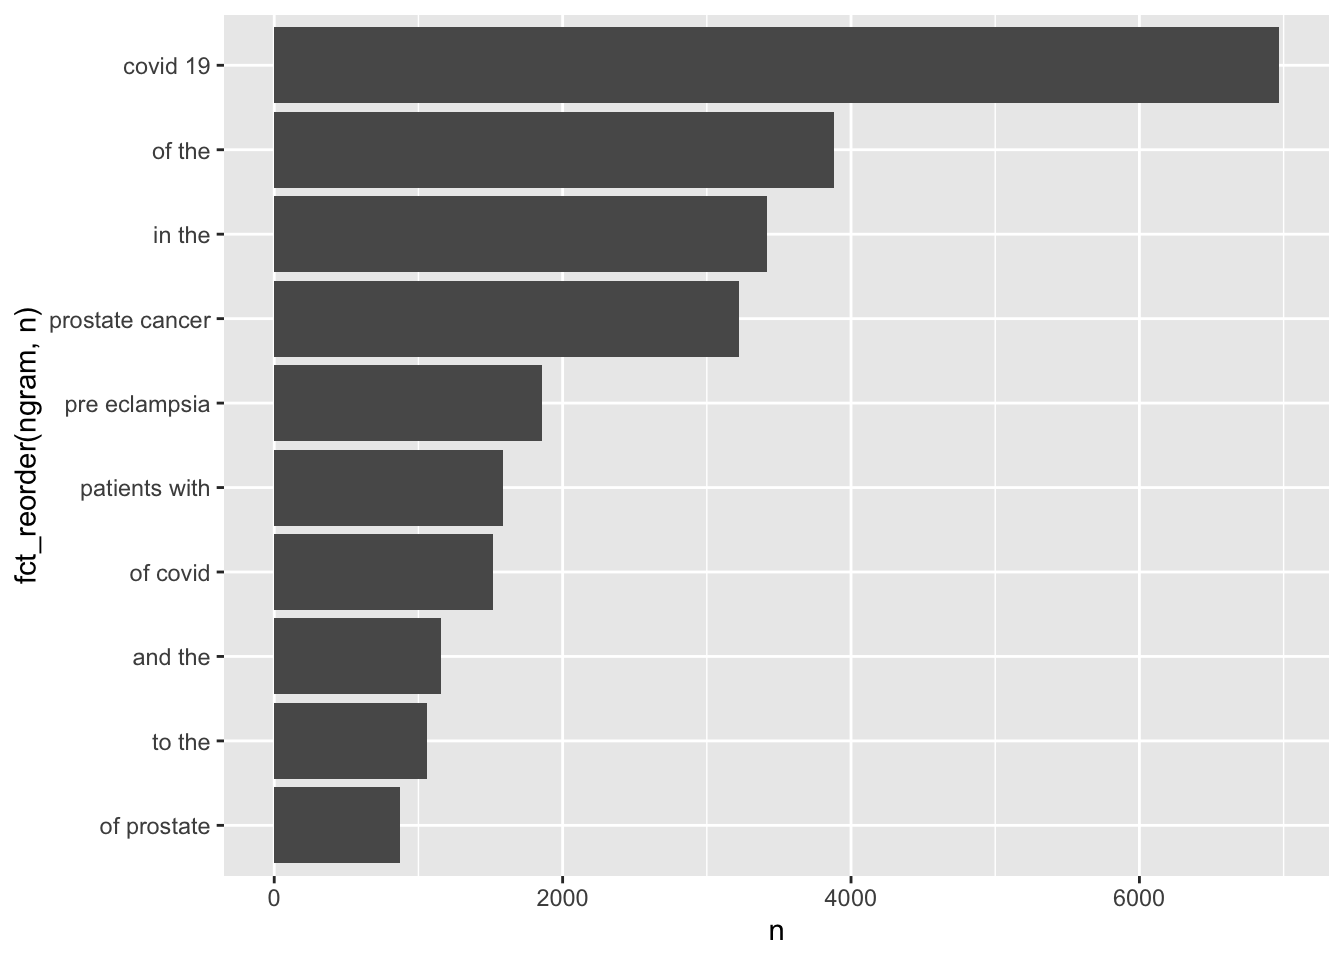 covid 19
of the
in the
prostate cancer
pre eclampsia
patients with
of covid
and the
to the
of prostate
fct_reorder(ngram, n)
0 2000 4000 6000
n